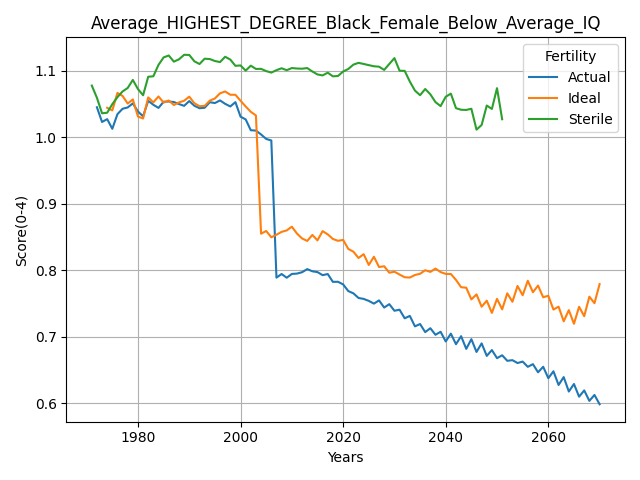 Average_HIGHEST_DEGREE_Black_Female_Below_Average_IQ
Fertility
Actual
Ideal
Sterile
Score(0-4)
1.1
1.0
0.9
0.8
0.7
0.6
1980
2000
2020
2040
2060
Years